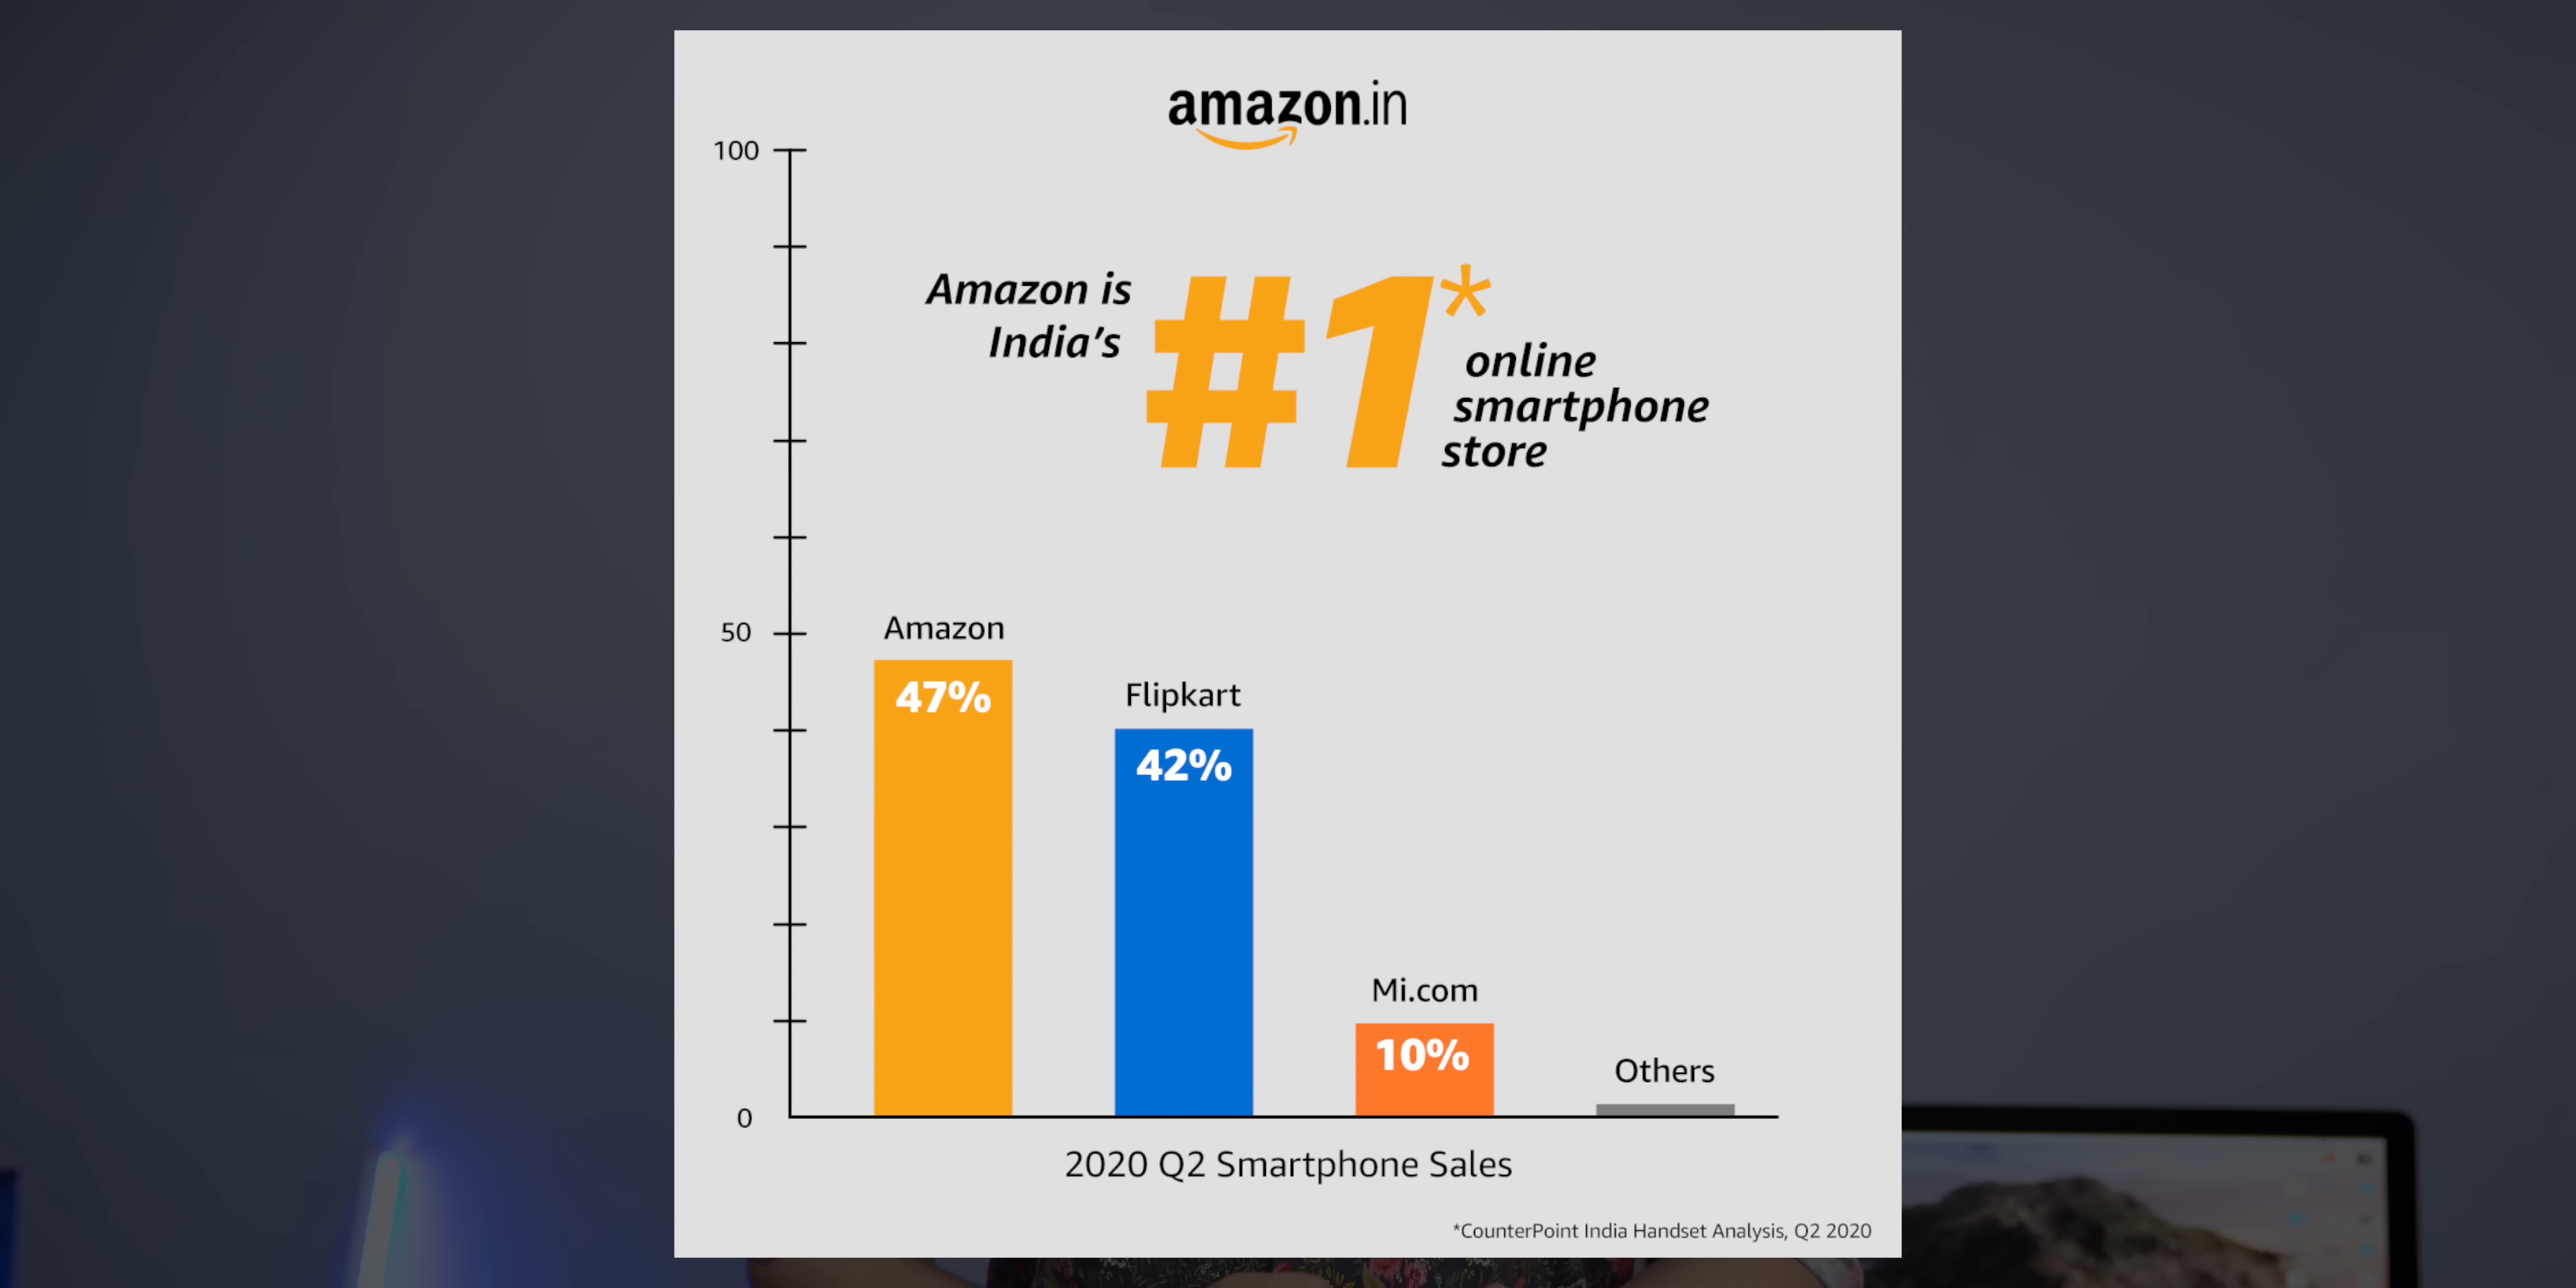 amazon.in
100
Amazon is
India's
#1*
online
smartphone
store
50
Amazon
47%
Flipkart
42%
Mi.com
10%
Others
0
2020 Q2 Smartphone Sales
*CounterPoint India Handset Analysis, Q2 2020